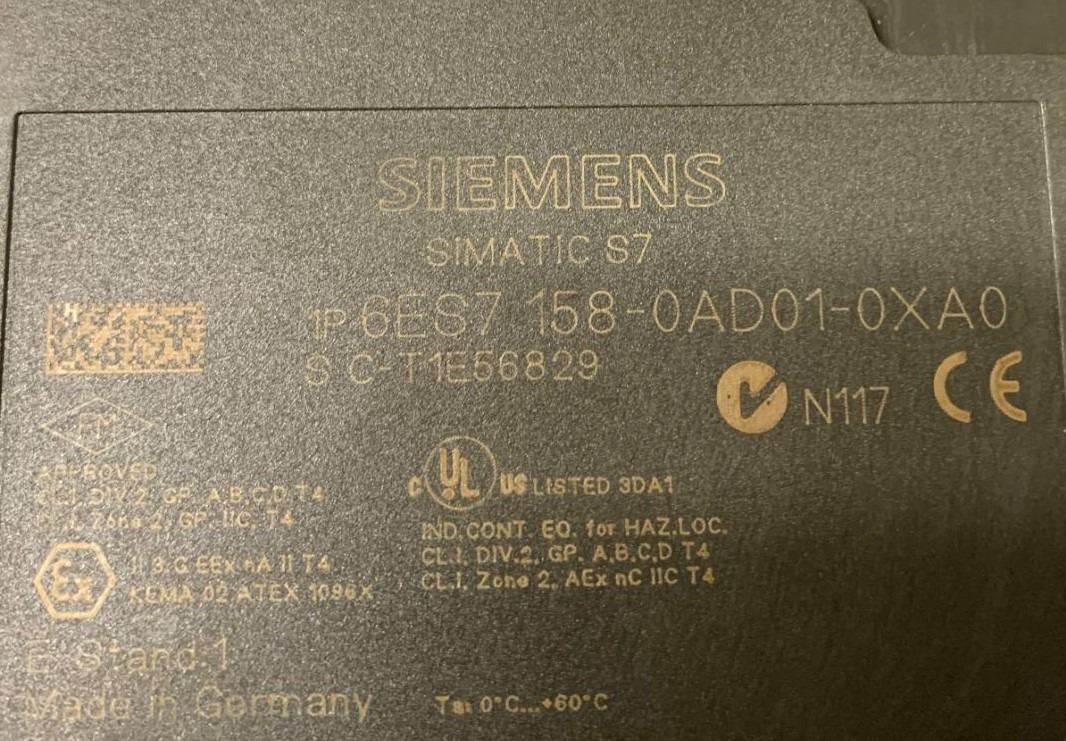 SIEMENS
SIMATIC S7
1P 6ES7 158-0AD01-0XA0
S C-T1E56829
N117 CE
FM
APPROVED
CL.I, DIV.2, GP. A,B,C,D T4
CL.I, Zone 2, GP. IIC, T4
c UL US LISTED 3DA1
IND.CONT. EQ. for HAZ.LOC.
CL.I, DIV.2, GP. A,B,C,D T4
CL.I, Zone 2, AEx nC IIC T4
Ex II 3 G EEx nA II T4
KEMA 02 ATEX 1096X
E-Stand:1
Made in Germany
Ta: 0°C...+60°C